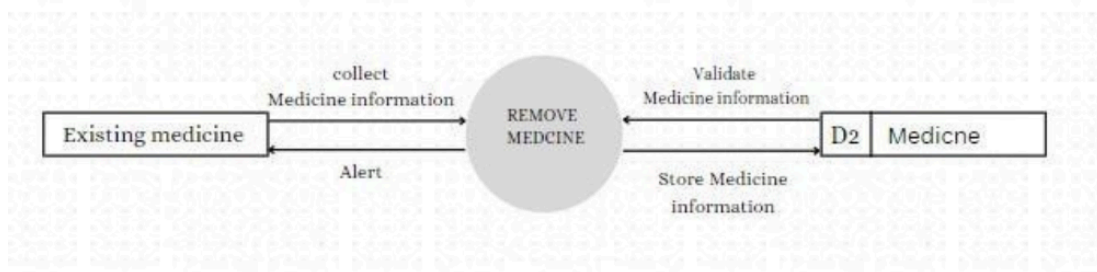 collect
Medicine information
Existing medicine
Alert
REMOVE
MEDCINE
Validate
Medicine information
D2 Medicne
Store Medicine
information